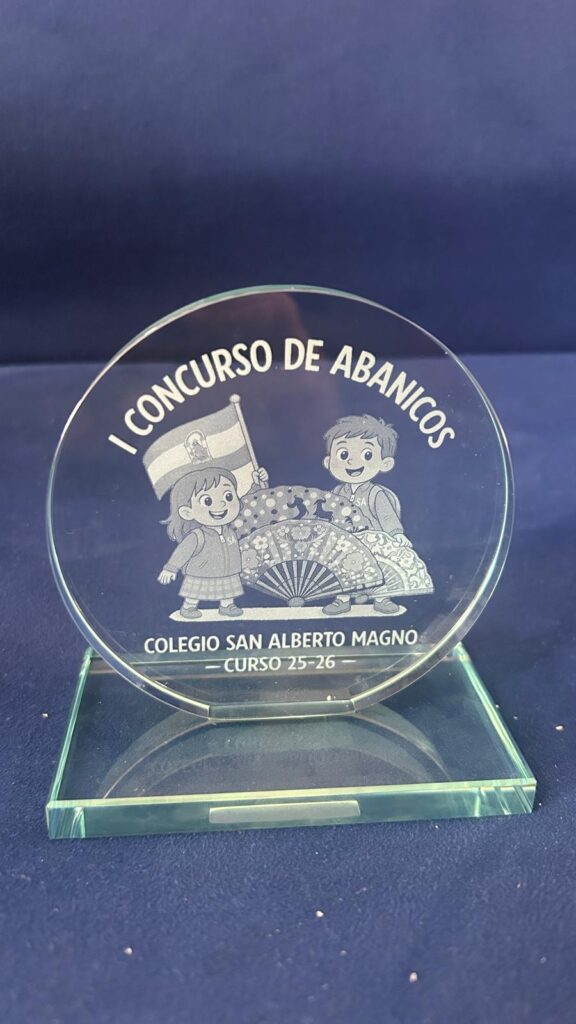 I CONCURSO DE ABANICOS
COLEGIO SAN ALBERTO MAGNO
— CURSO 25-26 —